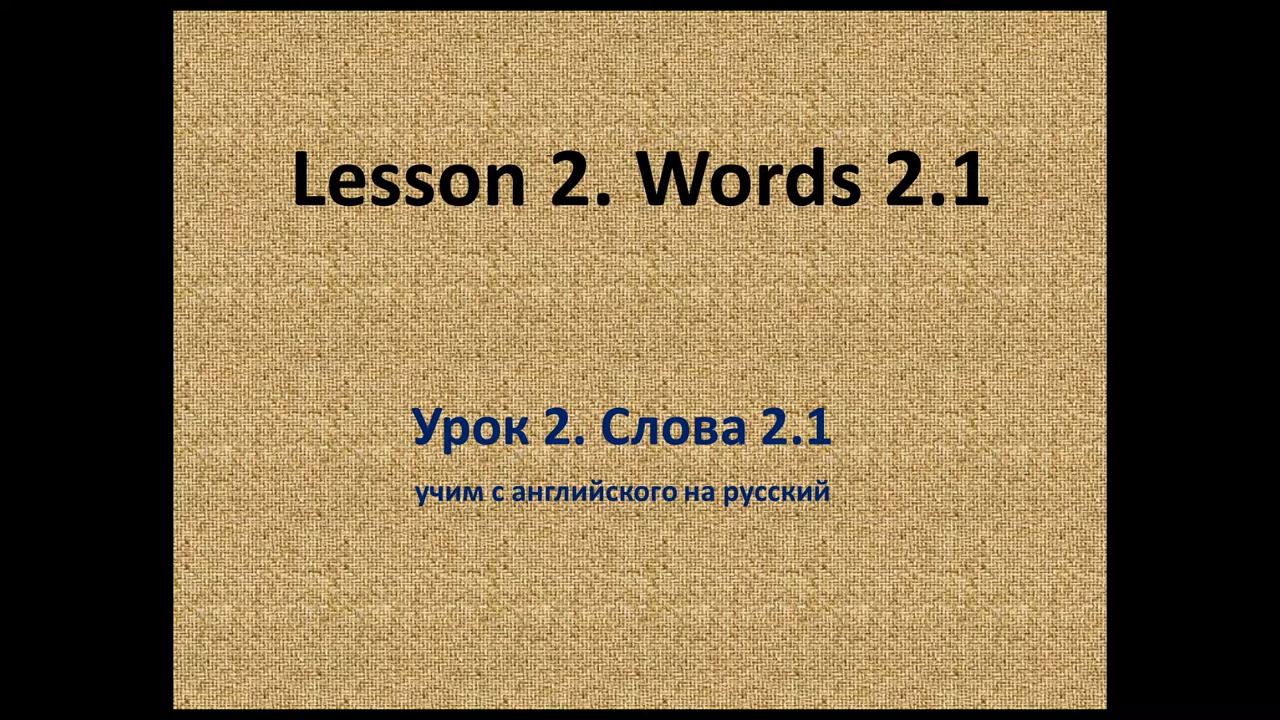 Lesson 2. Words 2.1
Урок 2. Слова 2.1
учим с английского на русский